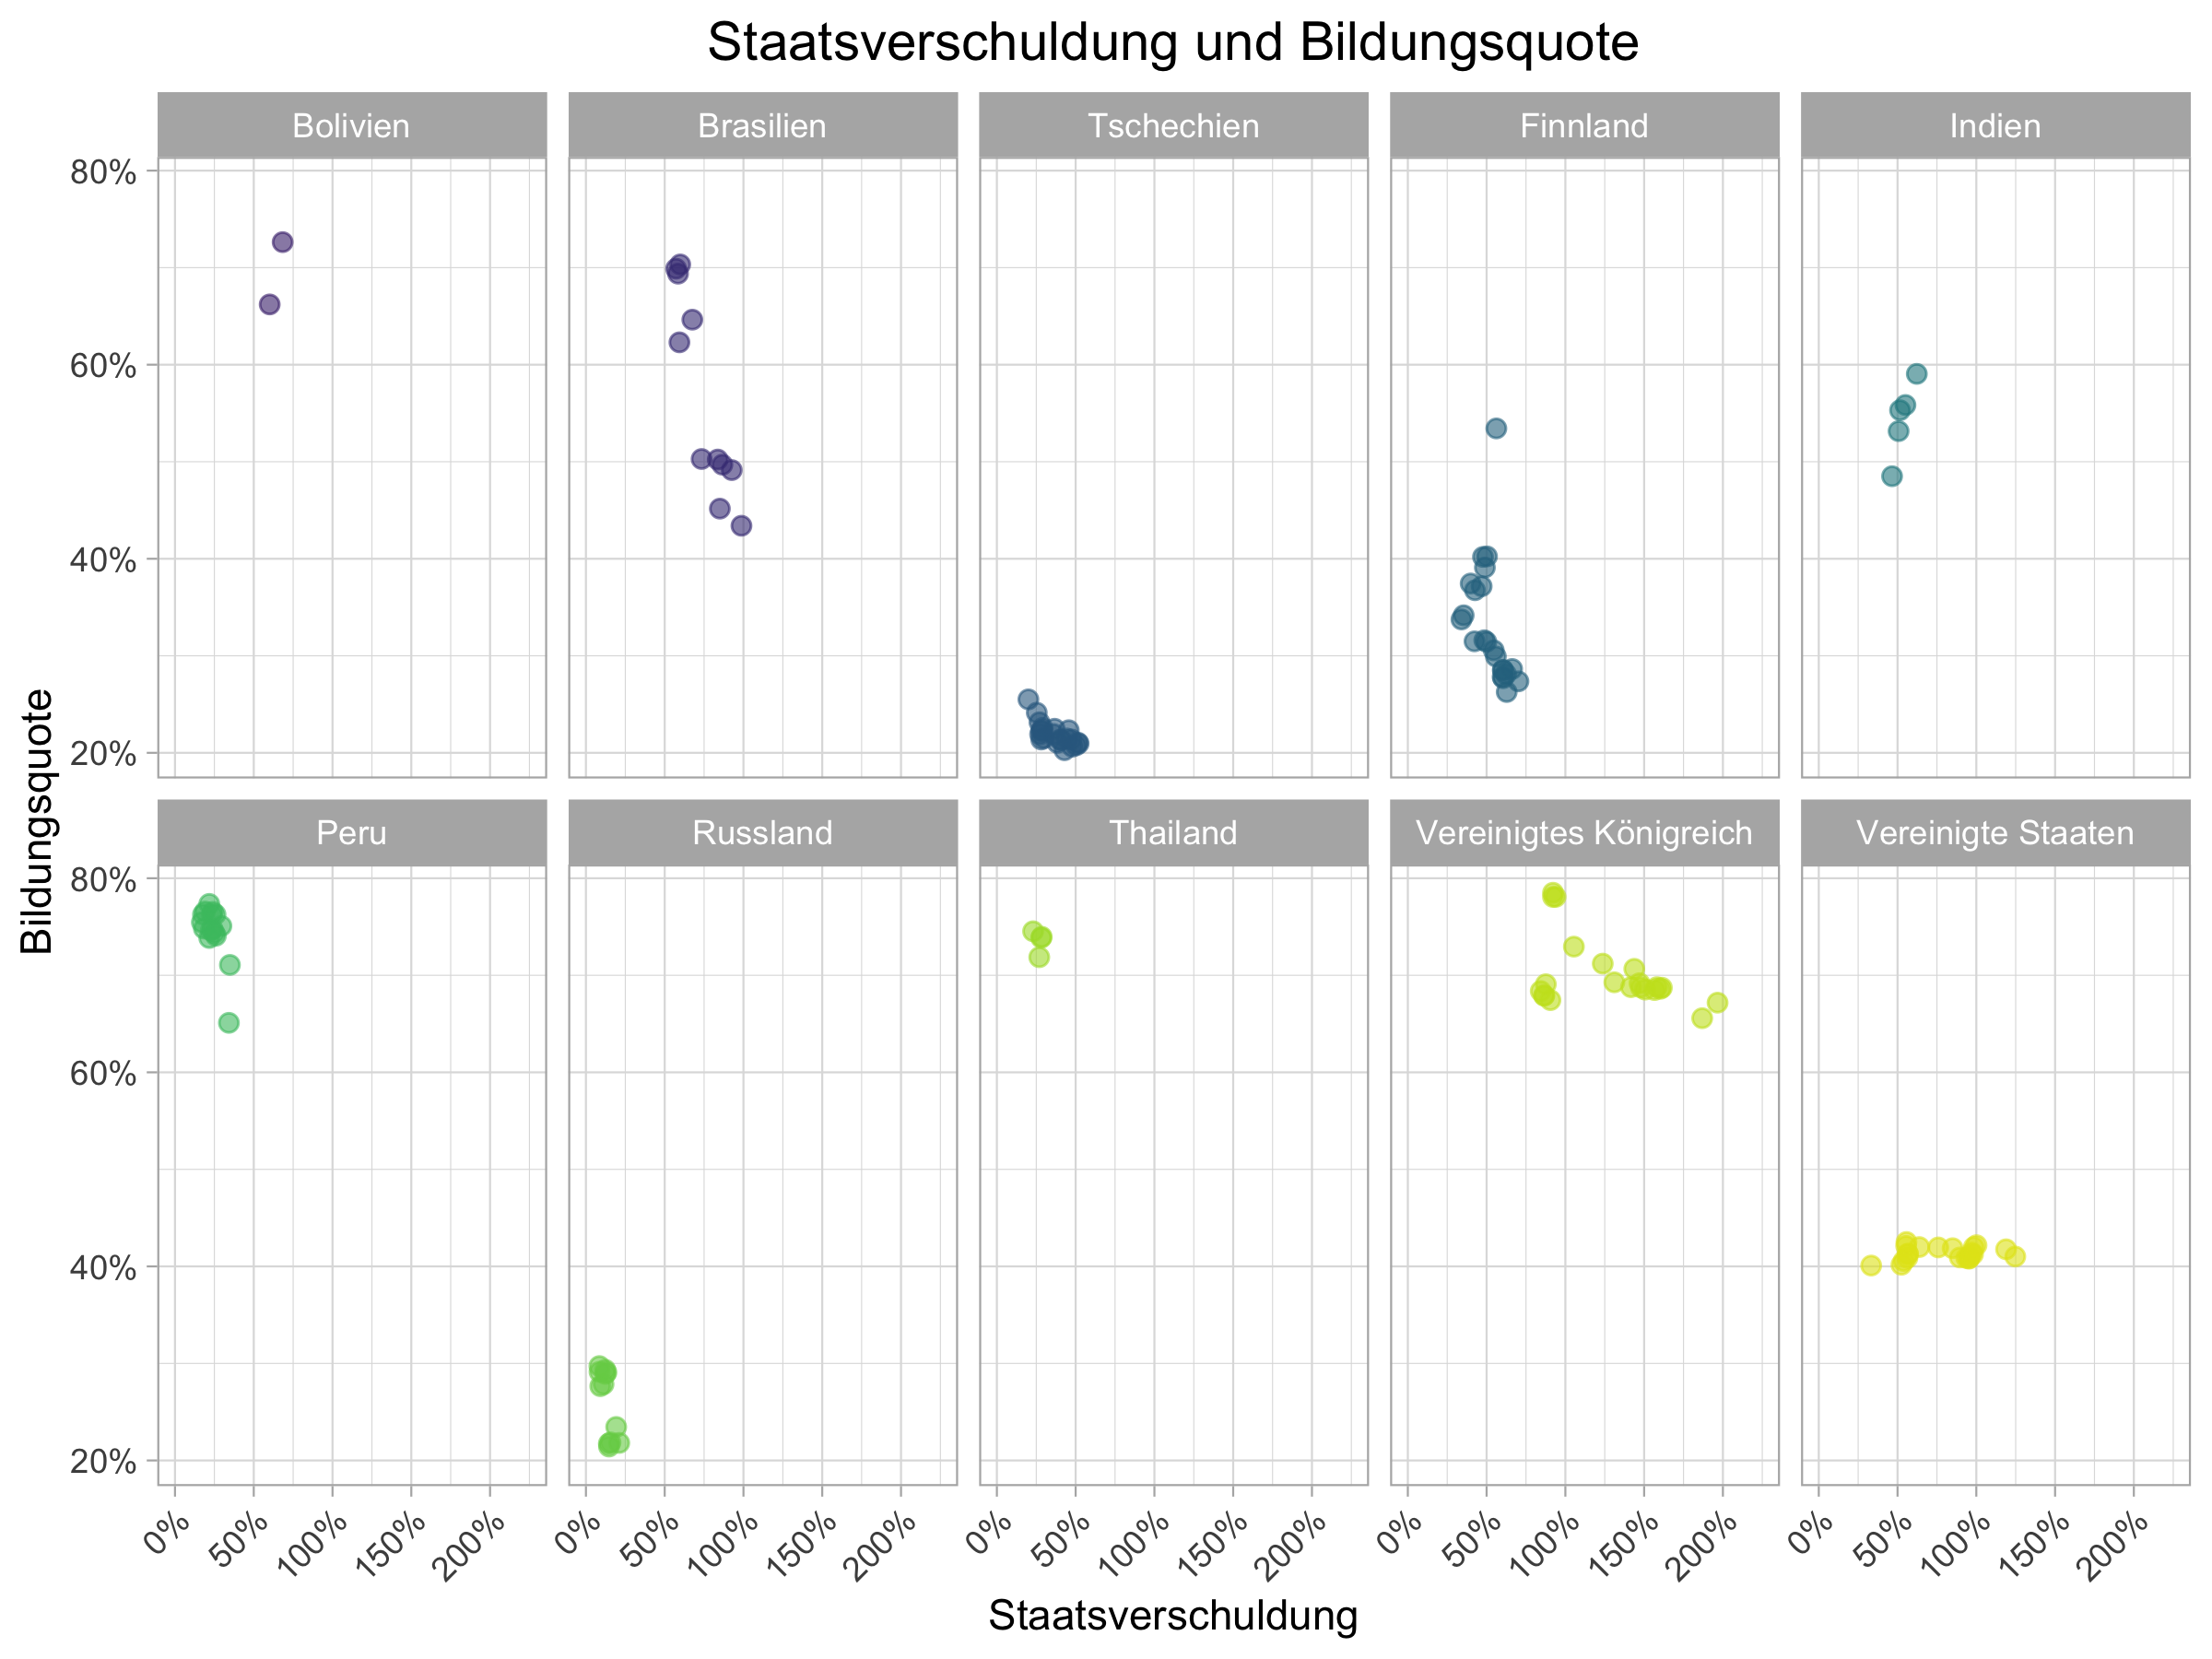 Staatsverschuldung und Bildungsquote
Bolivien
Brasilien
Tschechien
Finnland
Indien
80%
60%
40%
20%
Peru
Russland
Thailand
Vereinigtes Königreich
Vereinigte Staaten
80%
60%
40%
20%
Bildungsquote
0% 50% 100% 150% 200%
0% 50% 100% 150% 200%
0% 50% 100% 150% 200%
0% 50% 100% 150% 200%
0% 50% 100% 150% 200%
Staatsverschuldung